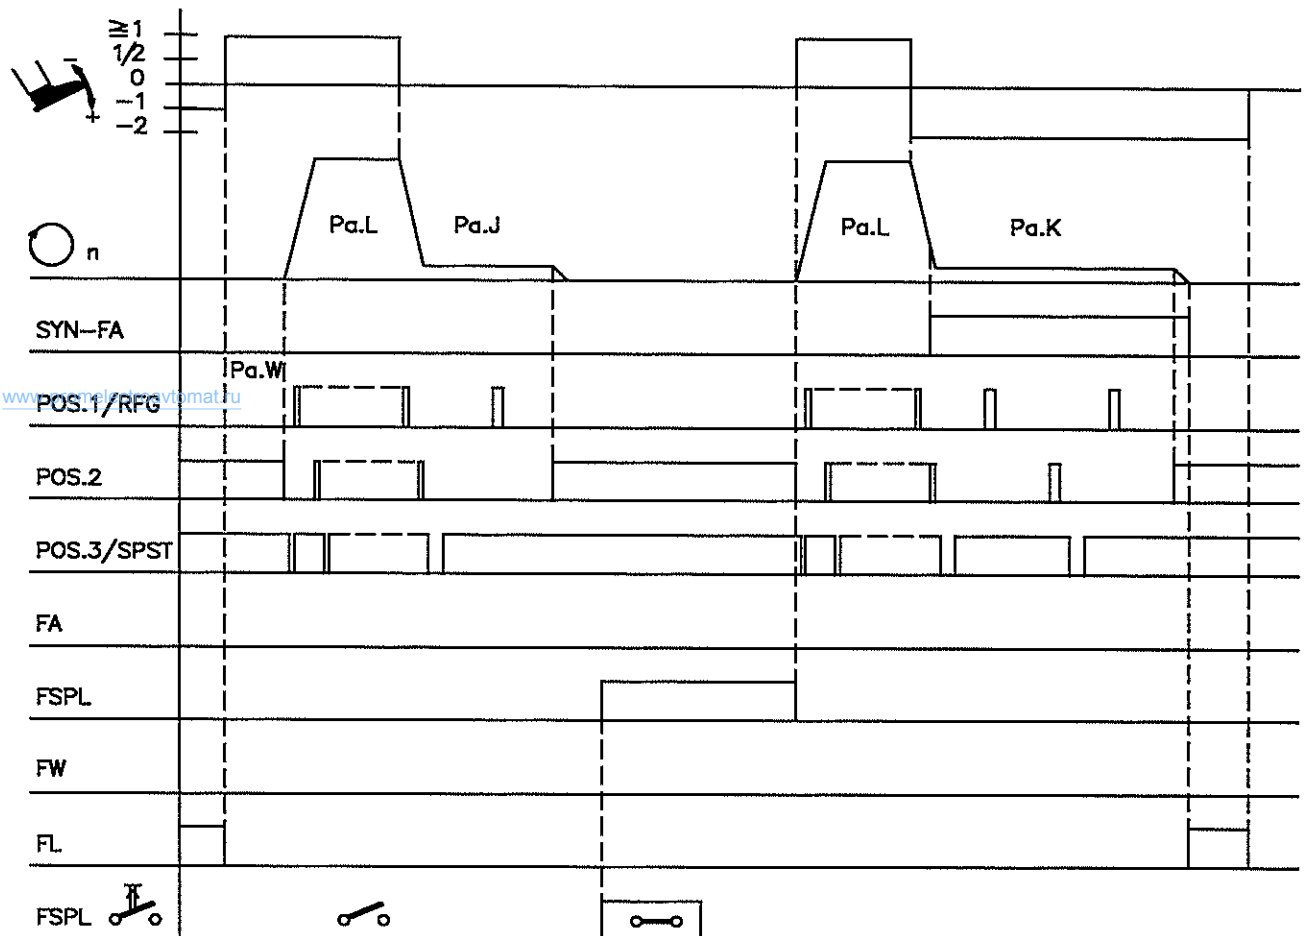 ≧1
1/2
0
-1
-2
-
+
Pa.L
Pa.J
Pa.L
Pa.K
n
SYN-FA
Pa.W
www.promelectroavtomat.ru
POS.1/RFG
POS.2
POS.3/SPST
FA
FSPL
FW
FL
FSPL